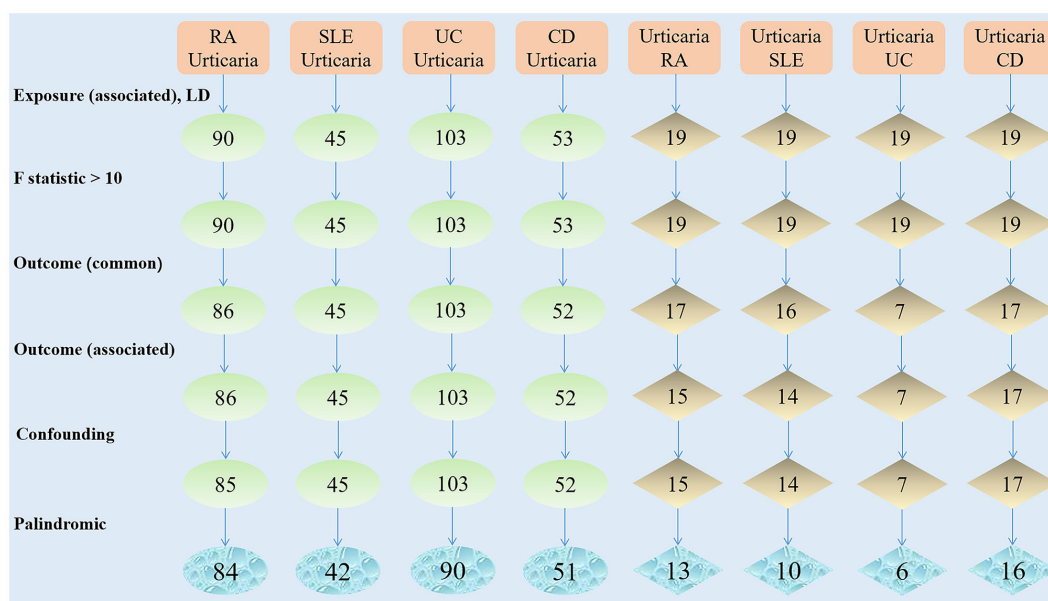 RA SLE UC CD Urticaria Urticaria Urticaria Urticaria
Urticaria Urticaria Urticaria Urticaria RA SLE UC CD
Exposure (associated), LD
90 45 103 53 19 19 19 19
F statistic > 10
90 45 103 53 19 19 19 19
Outcome (common)
86 45 103 52 17 16 7 17
Outcome (associated)
86 45 103 52 15 14 7 17
Confounding
85 45 103 52 15 14 7 17
Palindromic
84 42 90 51 13 10 6 16